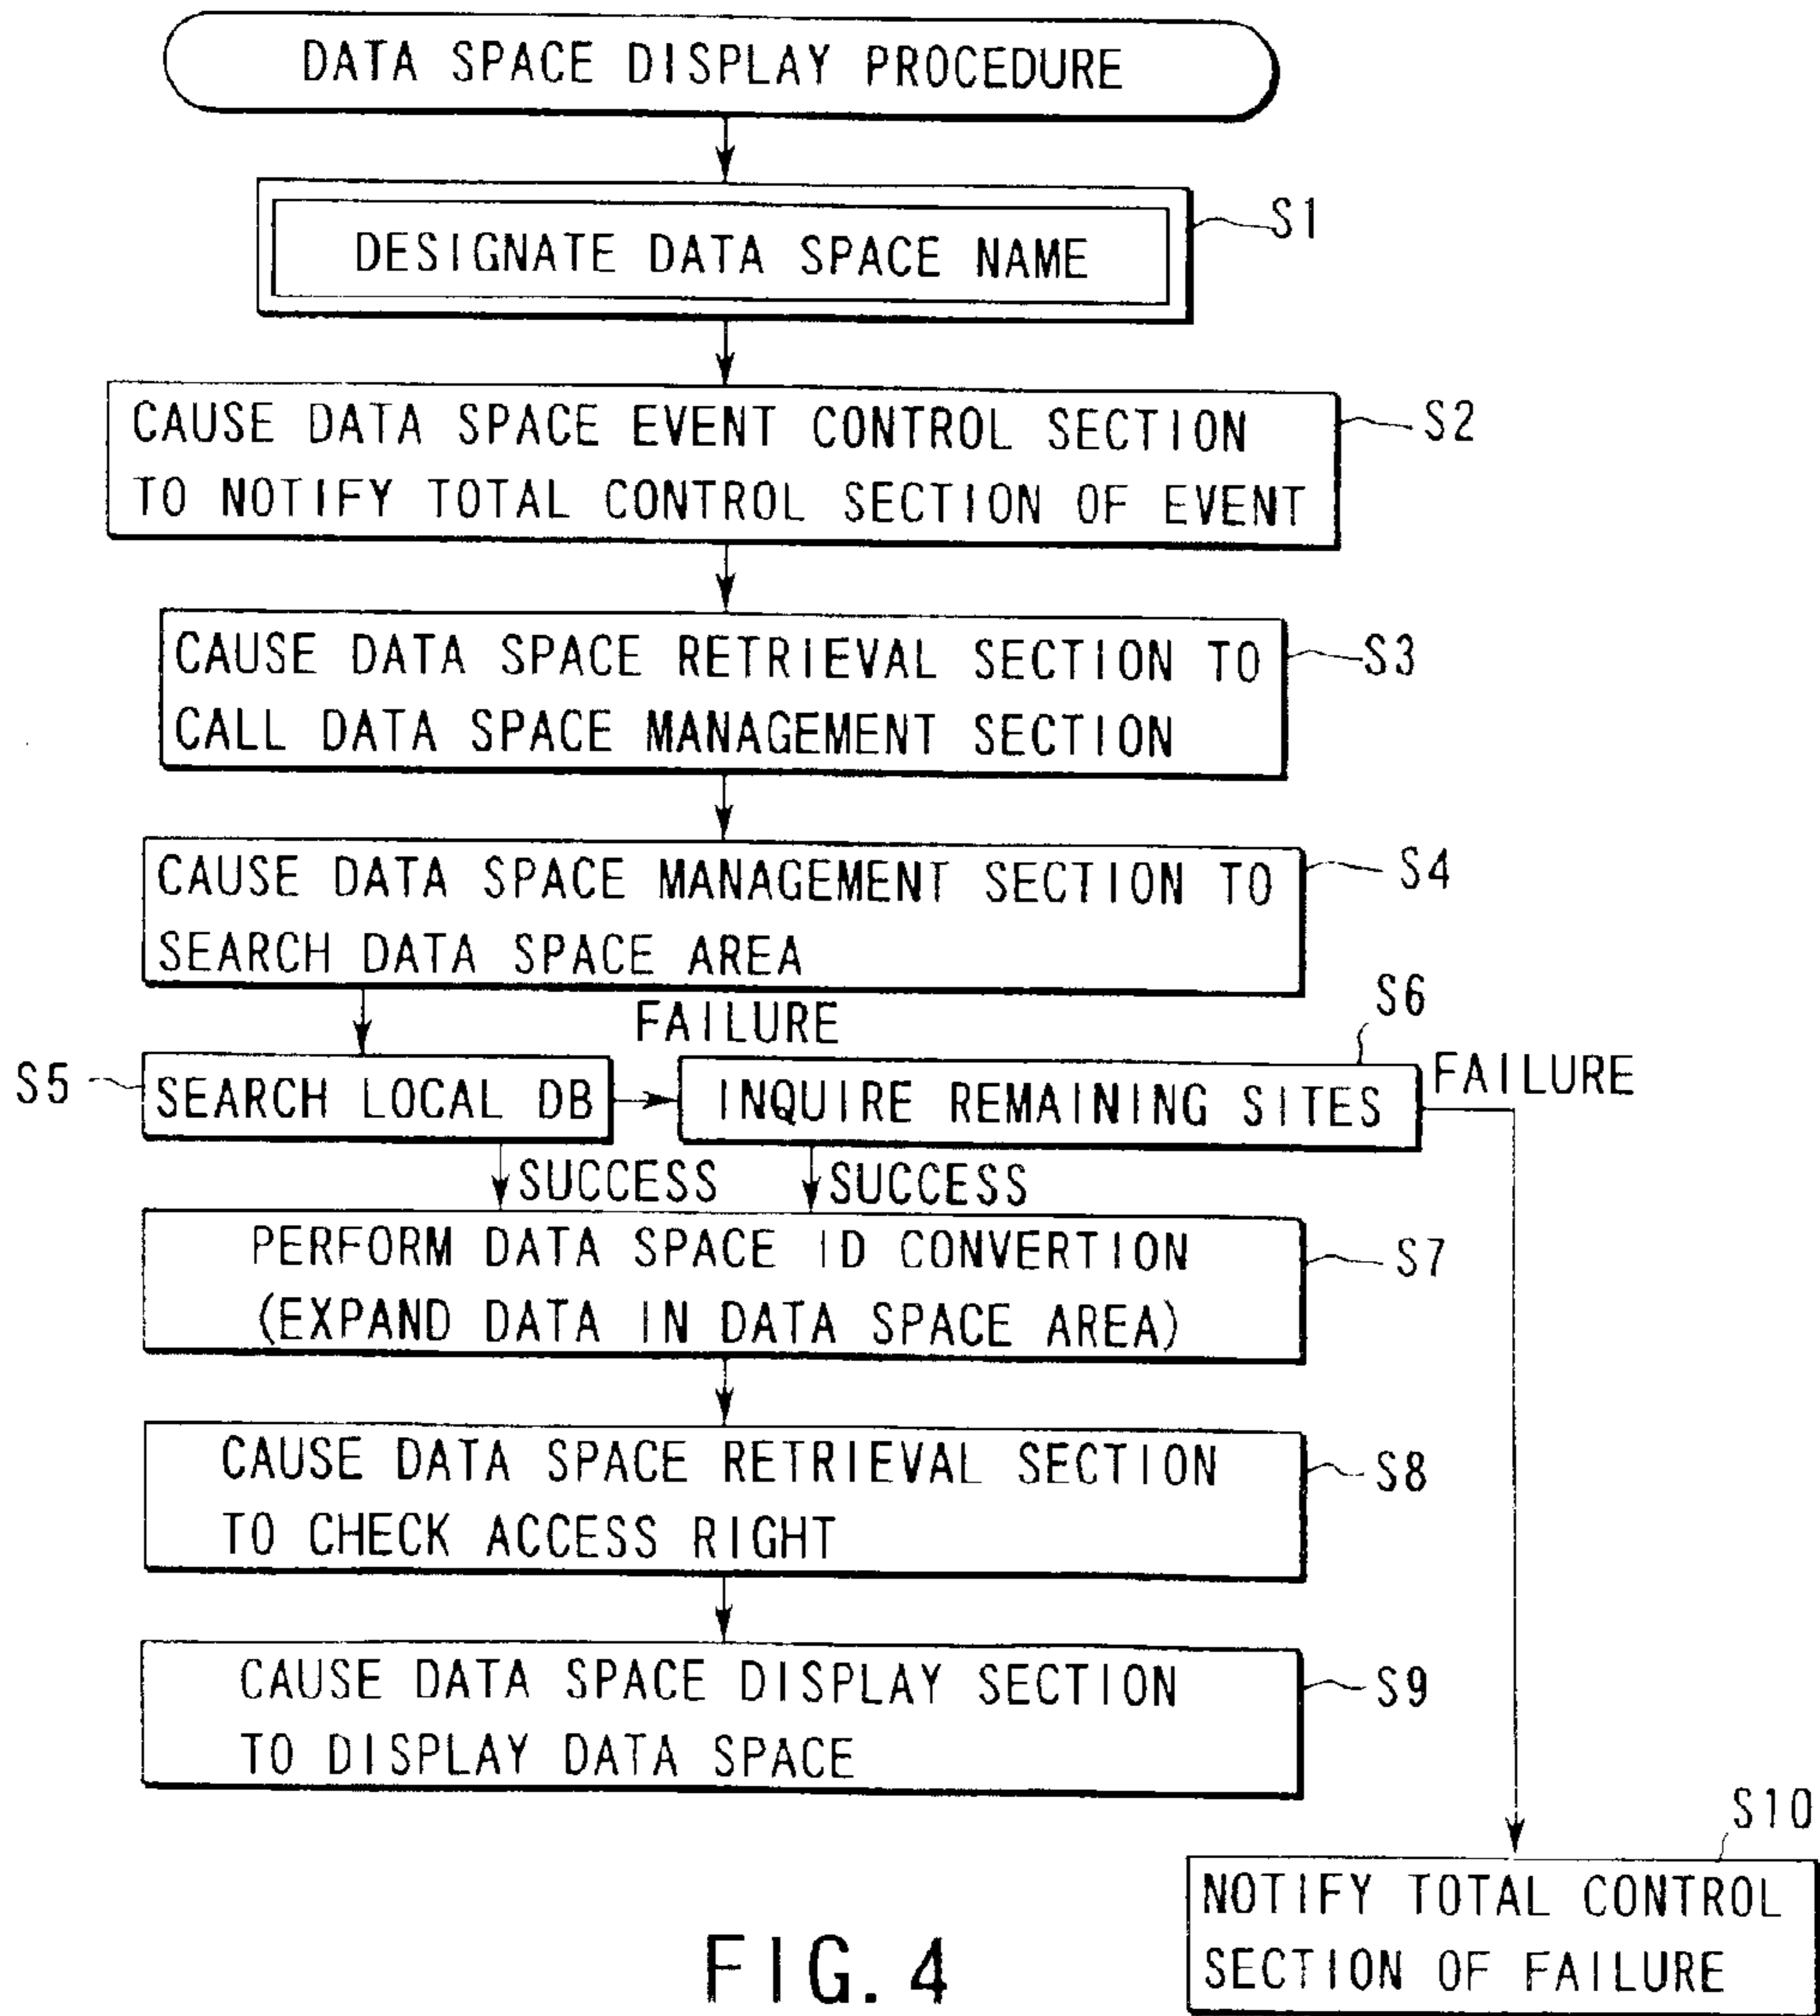 DATA SPACE DISPLAY PROCEDURE
DESIGNATE DATA SPACE NAME
S1
CAUSE DATA SPACE EVENT CONTROL SECTION
TO NOTIFY TOTAL CONTROL SECTION OF EVENT
S2
CAUSE DATA SPACE RETRIEVAL SECTION TO
CALL DATA SPACE MANAGEMENT SECTION
S3
CAUSE DATA SPACE MANAGEMENT SECTION TO
SEARCH DATA SPACE AREA
S4
S5
SEARCH LOCAL DB
FAILURE
INQUIRE REMAINING SITES
S6
FAILURE
SUCCESS
SUCCESS
PERFORM DATA SPACE ID CONVERTION
(EXPAND DATA IN DATA SPACE AREA)
S7
CAUSE DATA SPACE RETRIEVAL SECTION
TO CHECK ACCESS RIGHT
S8
CAUSE DATA SPACE DISPLAY SECTION
TO DISPLAY DATA SPACE
S9
S10
NOTIFY TOTAL CONTROL
SECTION OF FAILURE
FIG. 4